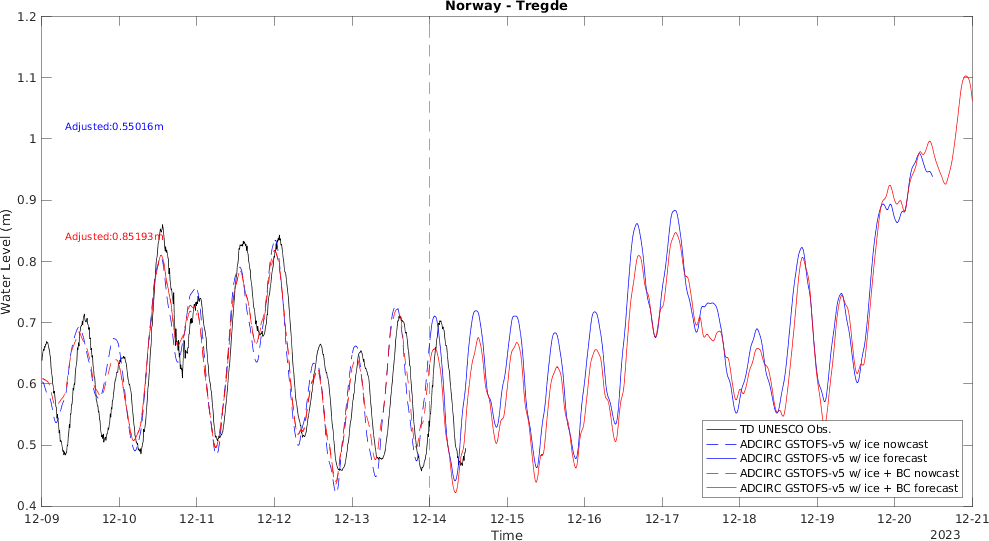 Norway - Tregde
1.2
1.1
1
0.9
0.8
0.7
0.6
0.5
0.4
Water Level (m)
Adjusted:0.55016m
Adjusted:0.85193m
TD UNESCO Obs.
ADCIRC GSTOFS-v5 w/ ice nowcast
ADCIRC GSTOFS-v5 w/ ice forecast
ADCIRC GSTOFS-v5 w/ ice + BC nowcast
ADCIRC GSTOFS-v5 w/ ice + BC forecast
12-09 12-10 12-11 12-12 12-13 12-14 12-15 12-16 12-17 12-18 12-19 12-20 12-21
Time
2023